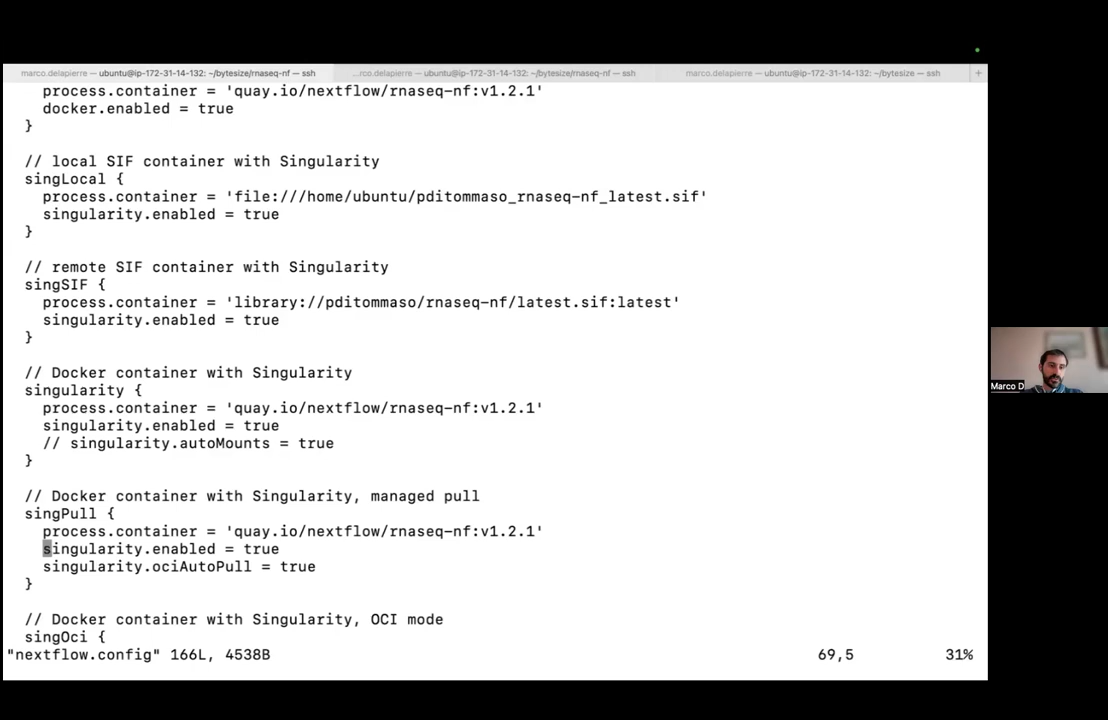 marco.delapierre — ubuntu@ip-172-31-14-132: ~/bytesize/rnaseq-nf — ssh
...rco.delapierre — ubuntu@ip-172-31-14-132: ~/bytesize/rnaseq-nf — ssh
marco.delapierre — ubuntu@ip-172-31-14-132: ~/bytesize — ssh
+
process.container = 'quay.io/nextflow/rnaseq-nf:v1.2.1'
docker.enabled = true
}
// local SIF container with Singularity
singLocal {
process.container = 'file:///home/ubuntu/pditommaso_rnaseq-nf_latest.sif'
singularity.enabled = true
}
// remote SIF container with Singularity
singSIF {
process.container = 'library://pditommaso/rnaseq-nf/latest.sif:latest'
singularity.enabled = true
}
// Docker container with Singularity
singularity {
process.container = 'quay.io/nextflow/rnaseq-nf:v1.2.1'
singularity.enabled = true
// singularity.autoMounts = true
}
// Docker container with Singularity, managed pull
singPull {
process.container = 'quay.io/nextflow/rnaseq-nf:v1.2.1'
singularity.enabled = true
singularity.ociAutoPull = true
}
// Docker container with Singularity, OCI mode
singOci {
"nextflow.config" 166L, 4538B 69,5 31%
Marco D